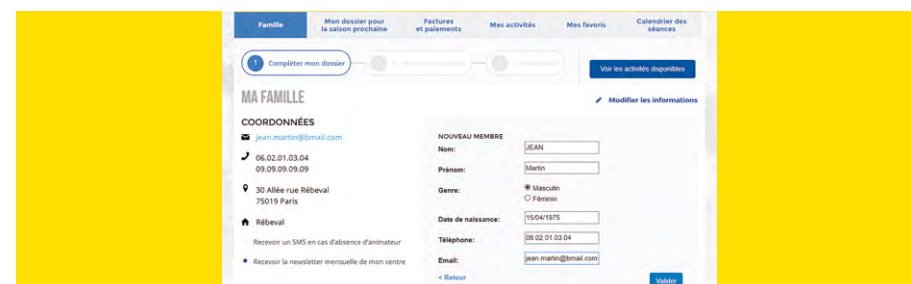 Famille
Mon dossier pour
la saison prochaine
Factures
et paiements
Mes activités
Mes favoris
Calendrier des
séances
1 Compléter mon dossier
Voir les activités disponibles
MA FAMILLE
Modifier les informations
COORDONNÉES
jean.martin@bmail.com
06.02.01.03.04
09.09.09.09.09
30 Allée rue Rébeval
75019 Paris
Rébeval
Recevoir un SMS en cas d'absence d'animateur
Recevoir la newsletter mensuelle de mon centre
NOUVEAU MEMBRE
Nom: JEAN
Prénom: Martin
Genre: Masculin
Féminin
Date de naissance: 15/04/1975
Téléphone: 06.02.01.03.04
Email: jean.martin@bmail.com
< Retour
Valider